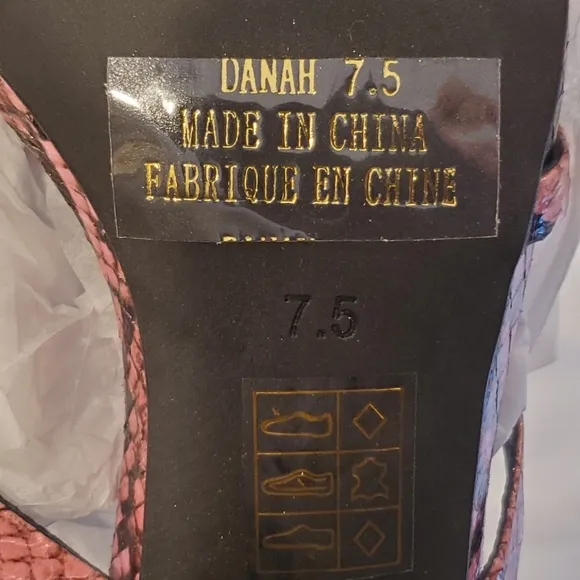 DANAH 7.5
MADE IN CHINA
FABRIQUE EN CHINE
7.5